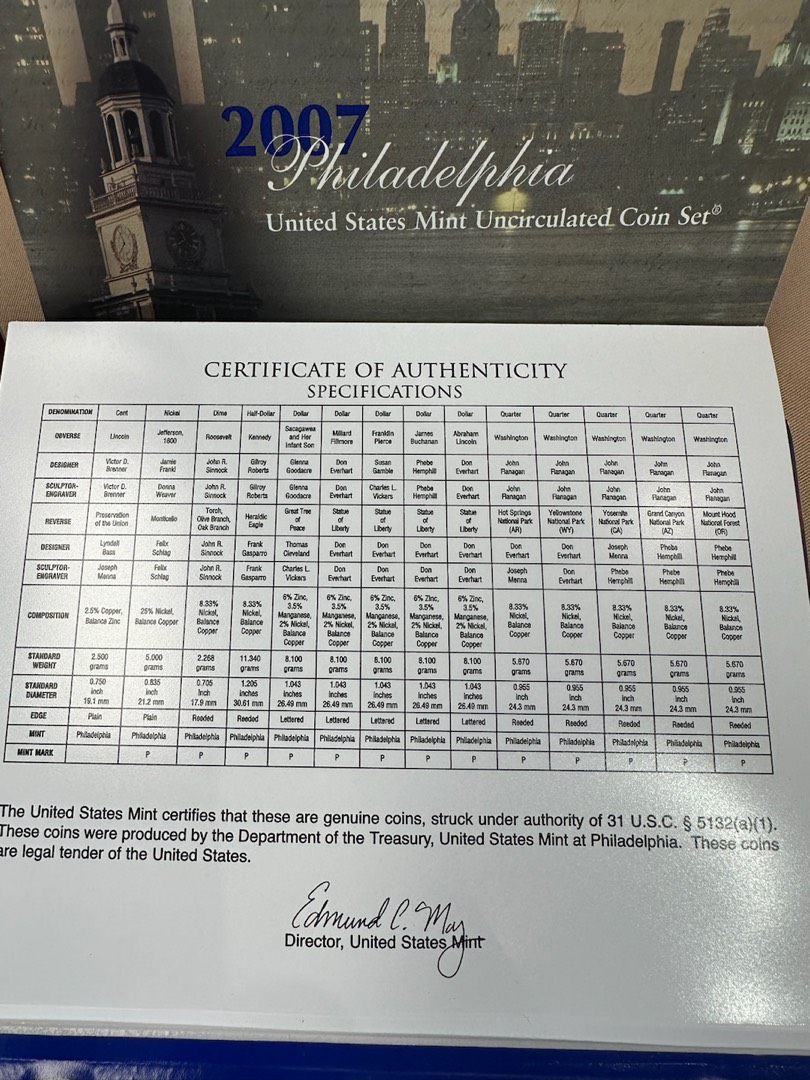 2007
Philadelphia
United States Mint Uncirculated Coin Set®
CERTIFICATE OF AUTHENTICITY
SPECIFICATIONS
DENOMINATION Cent Nickel Dime Half-Dollar Dollar Dollar Dollar Dollar Dollar Quarter Quarter Quarter Quarter Quarter
OBVERSE Lincoln Jefferson, 1800 Roosevelt Kennedy Sacagawea and Her Infant Son Millard Fillmore Franklin Pierce James Buchanan Abraham Lincoln Washington Washington Washington Washington Washington
DESIGNER Victor D. Brenner Jamie Franki John R. Sinnock Gilroy Roberts Glenna Goodacre Don Everhart Susan Gamble Phebe Hemphill Don Everhart John Flanagan John Flanagan John Flanagan John Flanagan John Flanagan
SCULPTOR-ENGRAVER Victor D. Brenner Donna Weaver John R. Sinnock Gilroy Roberts Glenna Goodacre Don Everhart Charles L. Vickers Phebe Hemphill Don Everhart John Flanagan John Flanagan John Flanagan John Flanagan John Flanagan
REVERSE Preservation of the Union Monticello Torch, Olive Branch, Oak Branch Heraldic Eagle Great Tree of Peace Statue of Liberty Statue of Liberty Statue of Liberty Statue of Liberty Hot Springs National Park (AR) Yellowstone National Park (WY) Yosemite National Park (CA) Grand Canyon National Park (AZ) Mount Hood National Forest (OR)
DESIGNER Lyndall Bass Felix Schlag John R. Sinnock Frank Gasparro Thomas Cleveland Don Everhart Don Everhart Don Everhart Don Everhart Don Everhart Don Everhart Joseph Menna Phebe Hemphill Phebe Hemphill
SCULPTOR-ENGRAVER Joseph Menna Felix Schlag John R. Sinnock Frank Gasparro Charles L. Vickers Don Everhart Don Everhart Don Everhart Don Everhart Joseph Menna Don Everhart Phebe Hemphill Phebe Hemphill Phebe Hemphill
COMPOSITION 2.5% Copper, Balance Zinc 25% Nickel, Balance Copper 8.33% Nickel, Balance Copper 8.33% Nickel, Balance Copper 6% Zinc, 3.5% Manganese, 2% Nickel, Balance Copper 6% Zinc, 3.5% Manganese, 2% Nickel, Balance Copper 6% Zinc, 3.5% Manganese, 2% Nickel, Balance Copper 6% Zinc, 3.5% Manganese, 2% Nickel, Balance Copper 6% Zinc, 3.5% Manganese, 2% Nickel, Balance Copper 8.33% Nickel, Balance Copper 8.33% Nickel, Balance Copper 8.33% Nickel, Balance Copper 8.33% Nickel, Balance Copper 8.33% Nickel, Balance Copper
STANDARD WEIGHT 2.500 grams 5.000 grams 2.268 grams 11.340 grams 8.100 grams 8.100 grams 8.100 grams 8.100 grams 8.100 grams 5.670 grams 5.670 grams 5.670 grams 5.670 grams 5.670 grams
STANDARD DIAMETER 0.750 inch 19.1 mm 0.835 inch 21.2 mm 0.705 inch 17.9 mm 1.205 inches 30.61 mm 1.043 inches 26.49 mm 1.043 inches 26.49 mm 1.043 inches 26.49 mm 1.043 inches 26.49 mm 1.043 inches 26.49 mm 0.955 inch 24.3 mm 0.955 inch 24.3 mm 0.955 inch 24.3 mm 0.955 inch 24.3 mm 0.955 inch 24.3 mm
EDGE Plain Plain Reeded Reeded Lettered Lettered Lettered Lettered Lettered Reeded Reeded Reeded Reeded Reeded
MINT Philadelphia Philadelphia Philadelphia Philadelphia Philadelphia Philadelphia Philadelphia Philadelphia Philadelphia Philadelphia Philadelphia Philadelphia Philadelphia Philadelphia
MINT MARK P P P P P P P P P P P P P
The United States Mint certifies that these are genuine coins, struck under authority of 31 U.S.C. § 5132(a)(1).
These coins were produced by the Department of the Treasury, United States Mint at Philadelphia. These coins
are legal tender of the United States.
Edmund C. Moy
Director, United States Mint